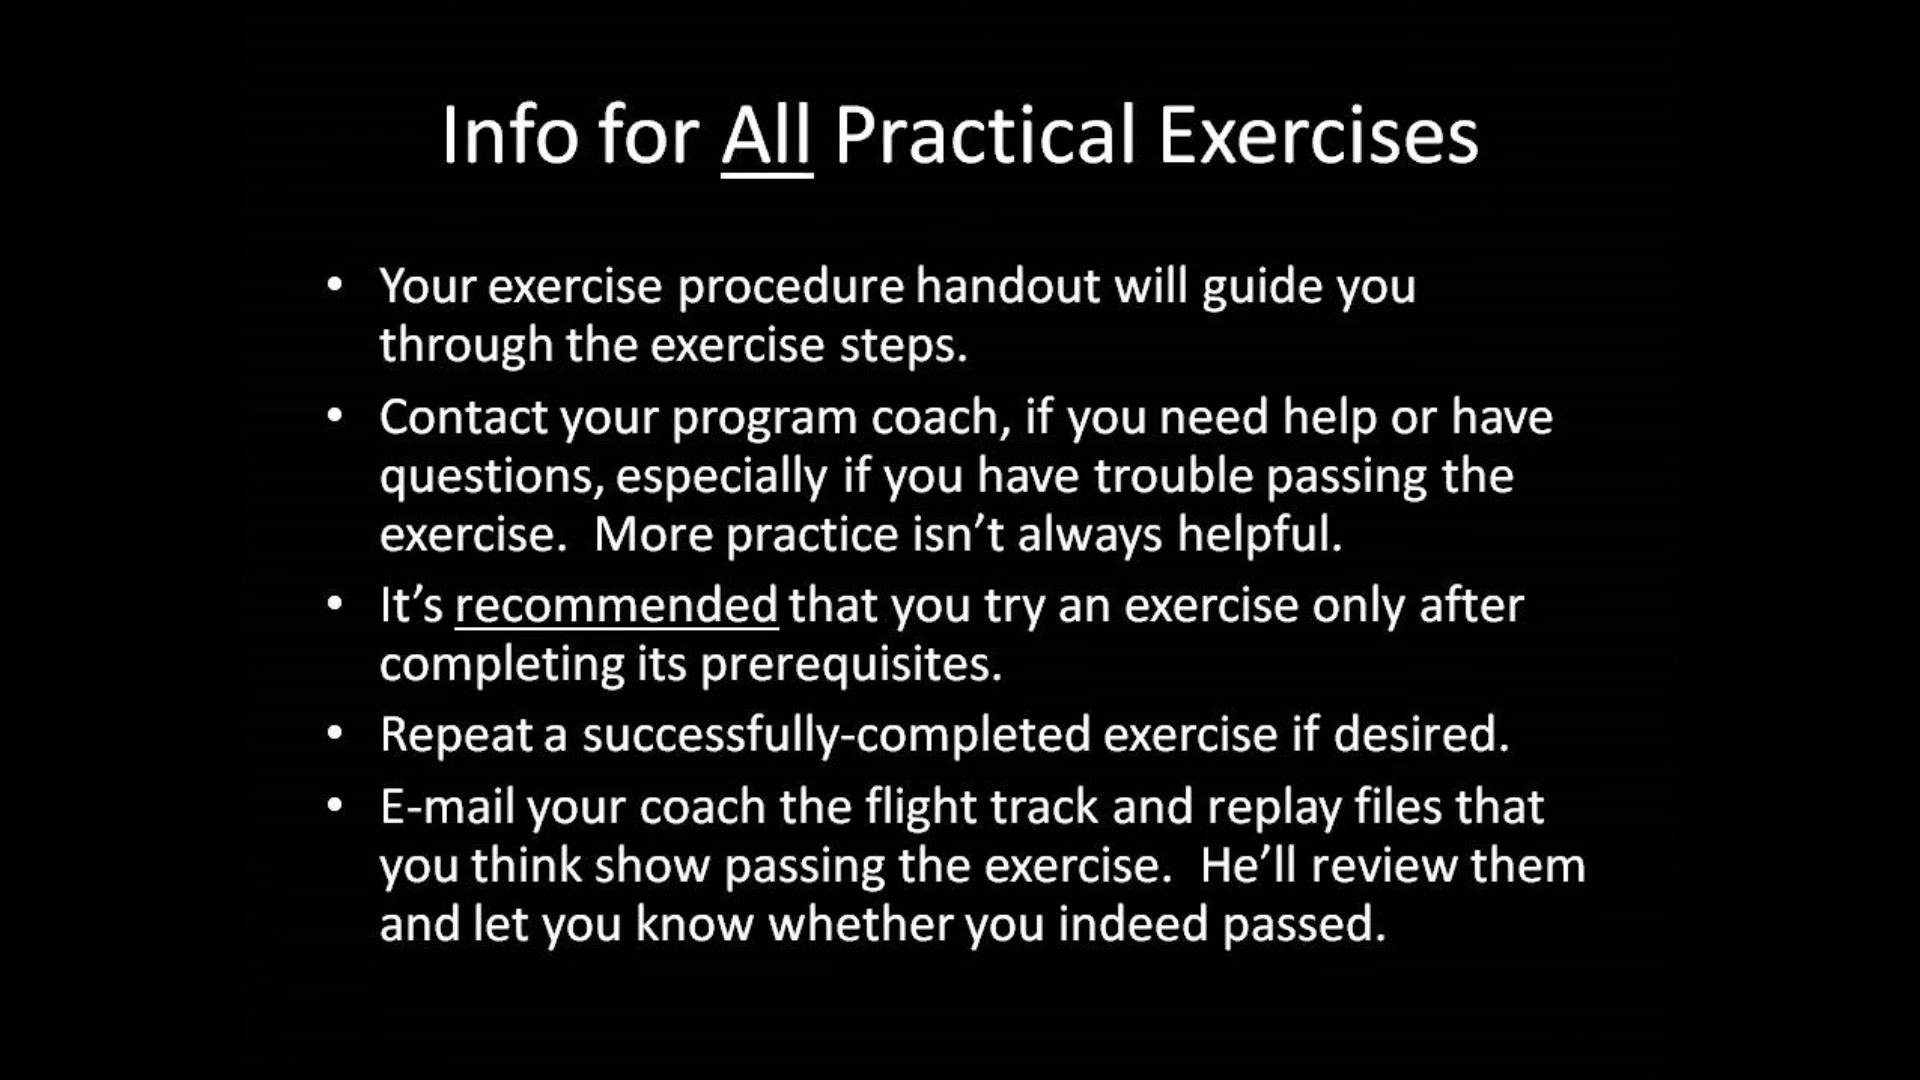 Info for All Practical Exercises
• Your exercise procedure handout will guide you
through the exercise steps.
• Contact your program coach, if you need help or have
questions, especially if you have trouble passing the
exercise.  More practice isn’t always helpful.
• It’s recommended that you try an exercise only after
completing its prerequisites.
• Repeat a successfully-completed exercise if desired.
• E-mail your coach the flight track and replay files that
you think show passing the exercise.  He’ll review them
and let you know whether you indeed passed.